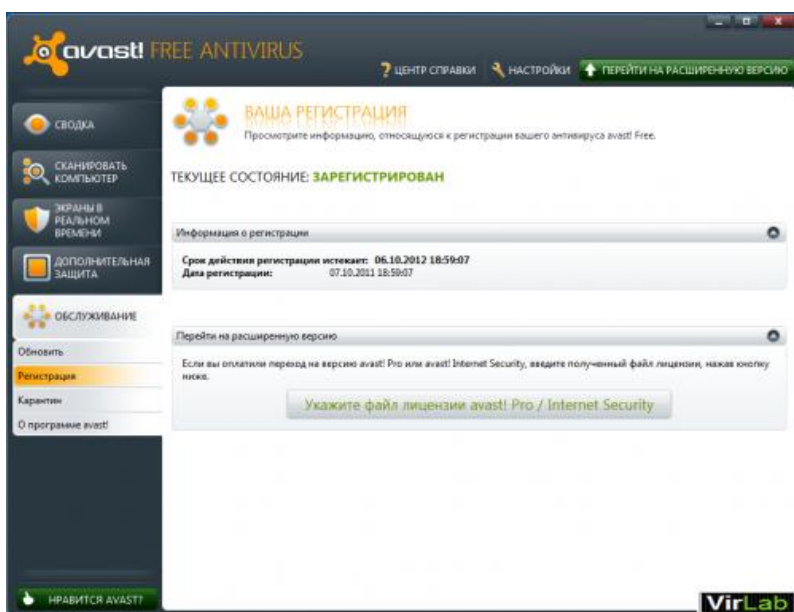 avast! FREE ANTIVIRUS
ЦЕНТР СПРАВКИ
НАСТРОЙКИ
ПЕРЕЙТИ НА РАСШИРЕННУЮ ВЕРСИЮ
СВОДКА
СКАНИРОВАТЬ
КОМПЬЮТЕР
ЭКРАНЫ В
РЕАЛЬНОМ
ВРЕМЕНИ
ДОПОЛНИТЕЛЬНАЯ
ЗАЩИТА
ОБСЛУЖИВАНИЕ
Обновить
Регистрация
Карантин
О программе avast!
НРАВИТСЯ AVAST?
ВАША РЕГИСТРАЦИЯ
Просмотрите информацию, относящуюся к регистрации вашего антивируса avast! Free.
ТЕКУЩЕЕ СОСТОЯНИЕ: ЗАРЕГИСТРИРОВАН
Информация о регистрации
Срок действия регистрации истекает: 06.10.2012 18:59:07
Дата регистрации: 07.10.2011 18:59:07
Перейти на расширенную версию
Если вы оплатили переход на версию avast! Pro или avast! Internet Security, введите полученный файл лицензии, нажав кнопку
ниже.
Укажите файл лицензии avast! Pro / Internet Security
VirLab